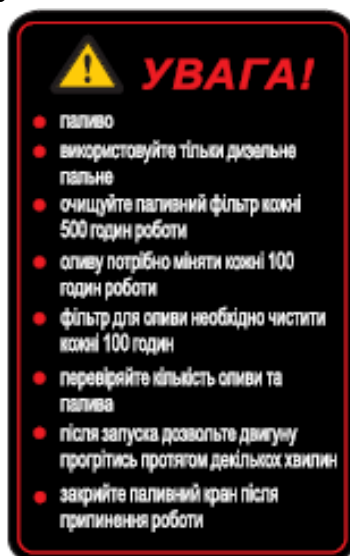 УВАГА!
паливо
використовуйте тільки дизельне
пальне
очищуйте паливний фільтр кожні
500 годин роботи
оливу потрібно міняти кожні 100
годин роботи
фільтр для оливи необхідно чистити
кожні 100 годин
перевіряйте кількість оливи та
палива
після запуска дозвольте двигуну
прогрітись протягом декількох хвилин
закрийте паливний кран після
припинення роботи